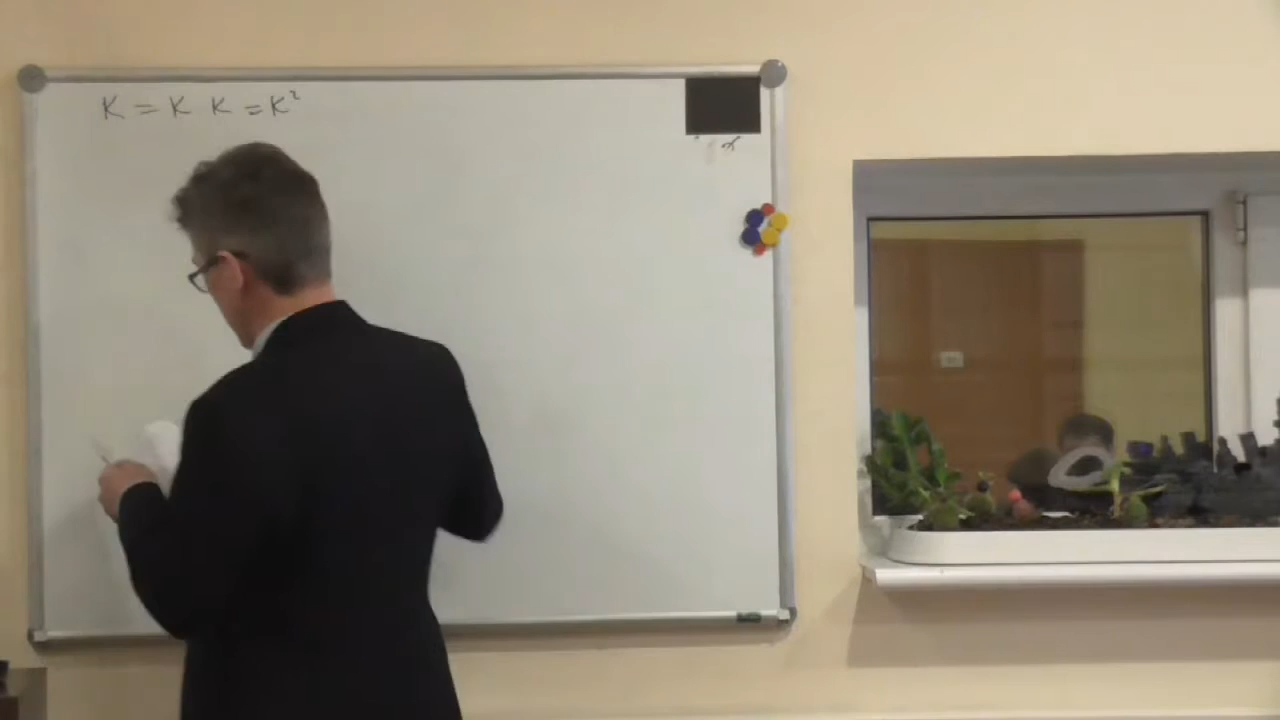 K = K K = K²